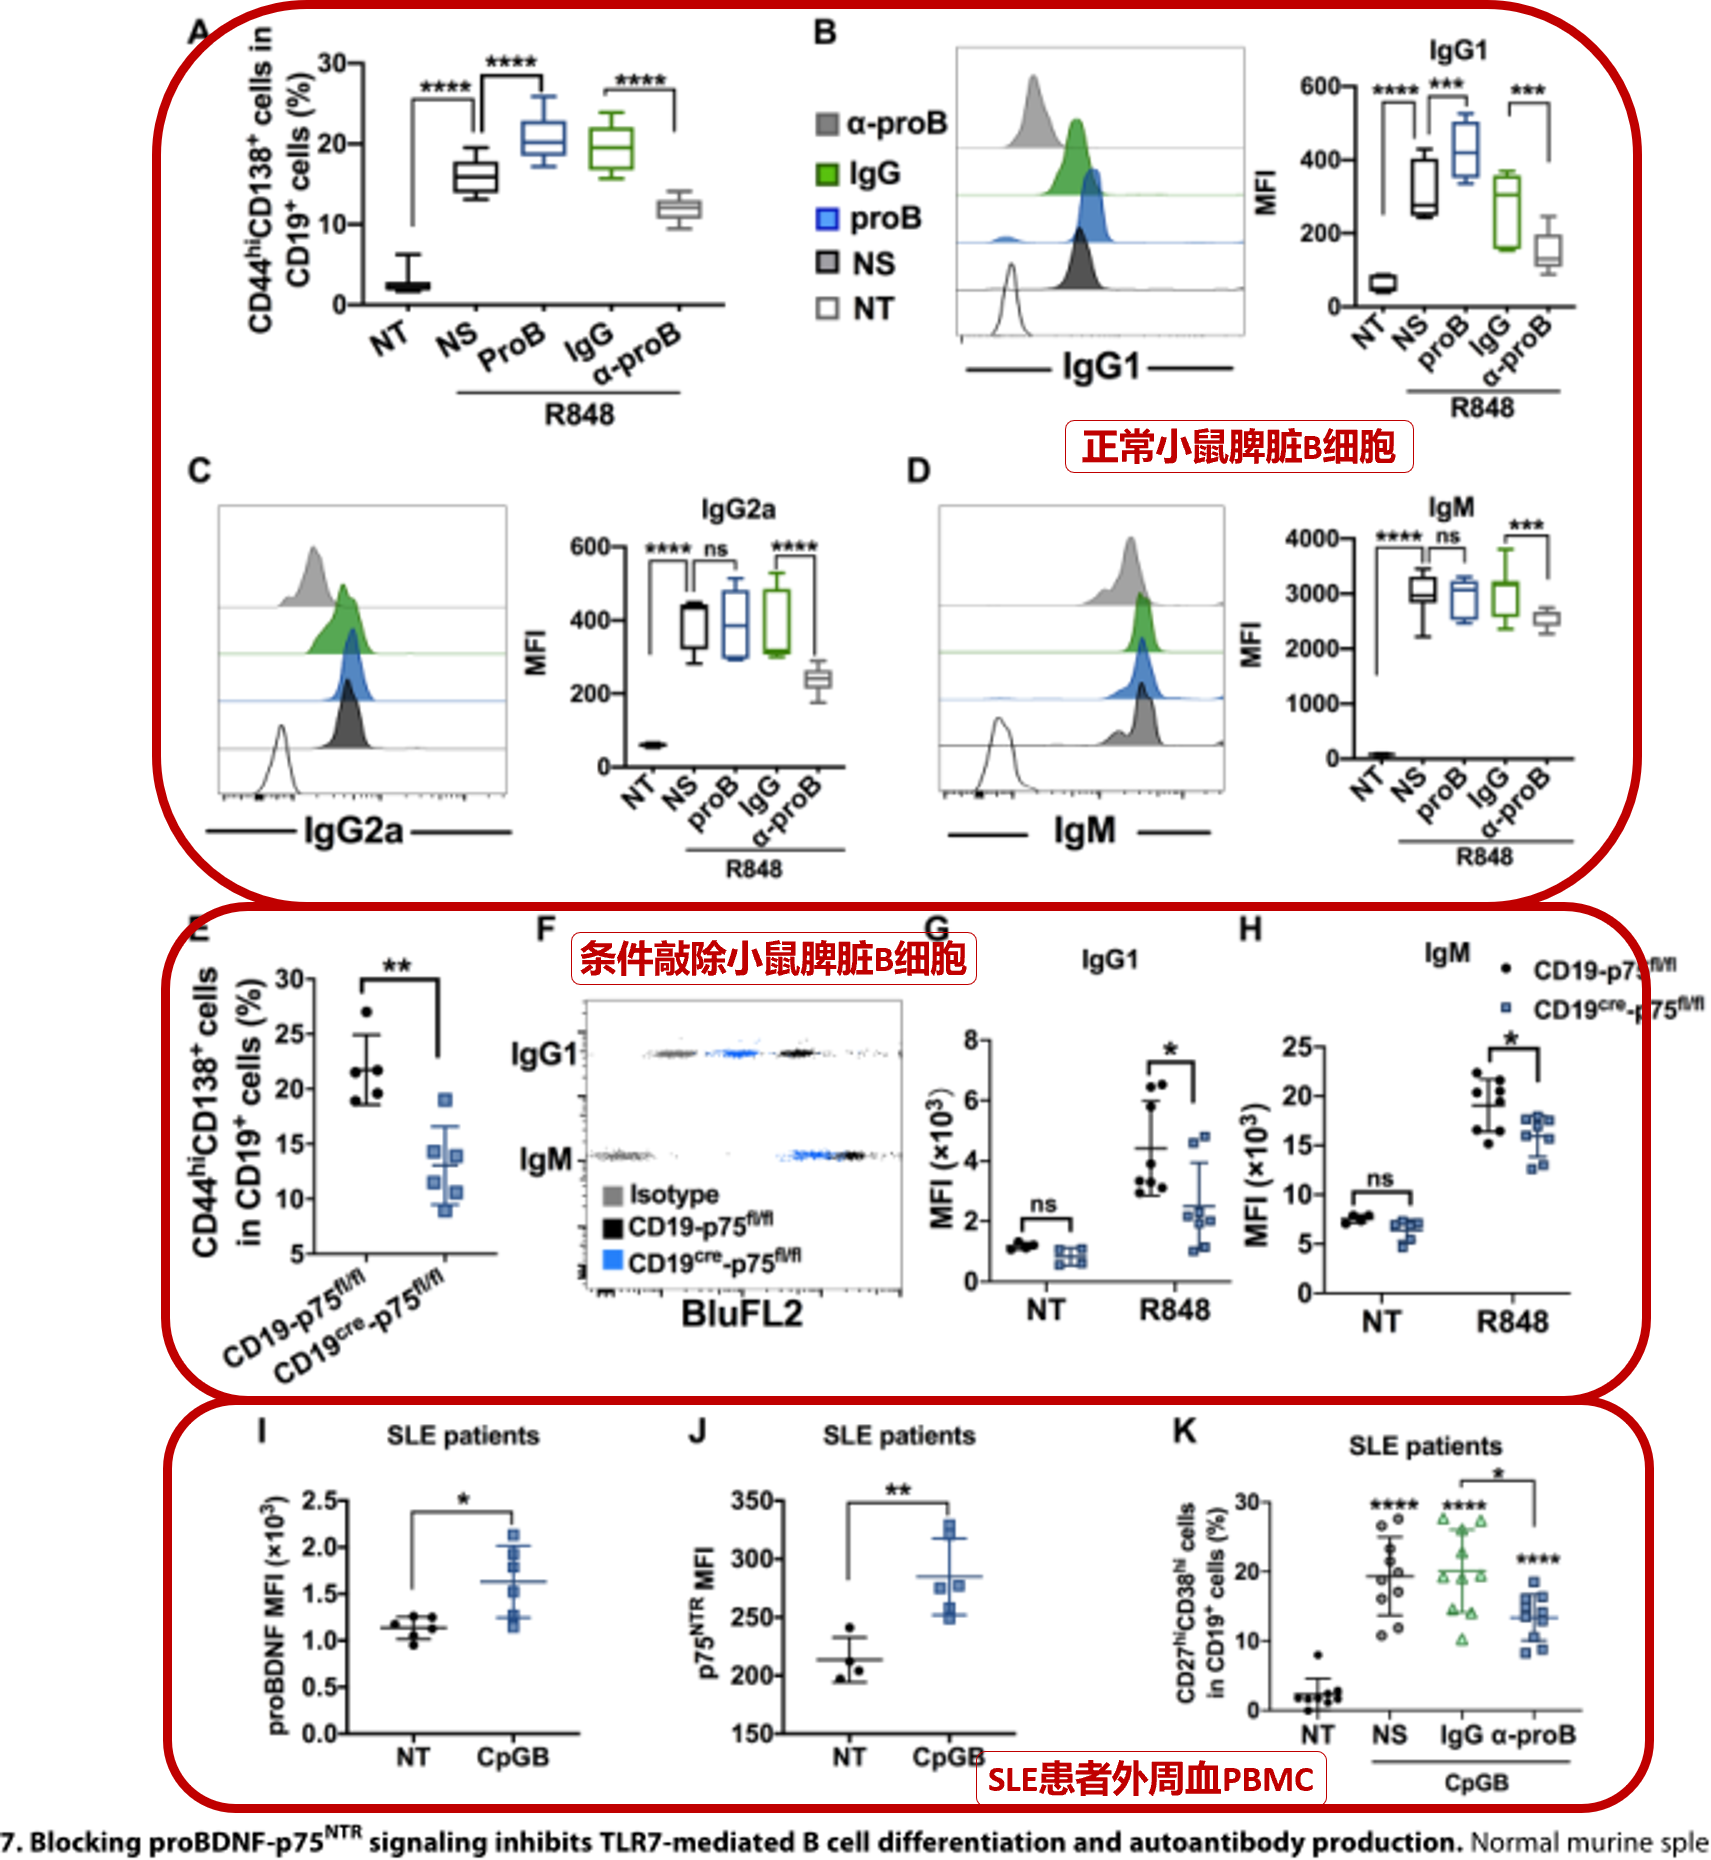 A
CD44hiCD138+ cells in
CD19+ cells (%)
30
20
10
0
****
****
****
NT
NS
ProB
IgG
α-proB
R848
B
α-proB
IgG
proB
NS
NT
IgG1
IgG1
MFI
600
400
200
0
****
***
***
NT
NS
proB
IgG
α-proB
R848
正常小鼠脾脏B细胞
C
IgG2a
IgG2a
MFI
600
400
200
0
****
ns
****
NT
NS
proB
IgG
α-proB
R848
D
IgM
IgM
MFI
4000
3000
2000
1000
0
****
ns
***
NT
NS
proB
IgG
α-proB
R848
E
CD44hiCD138+ cells
in CD19+ cells (%)
30
25
20
15
10
5
**
CD19-p75fl/fl
CD19cre-p75fl/fl
F
条件敲除小鼠脾脏B细胞
IgG1
IgM
Isotype
CD19-p75fl/fl
CD19cre-p75fl/fl
BluFL2
G
IgG1
MFI (×10³)
8
6
4
2
0
ns
*
NT
R848
H
IgM
CD19-p75fl/fl
CD19cre-p75fl/fl
MFI (×10³)
25
20
15
10
5
0
ns
*
NT
R848
I
SLE patients
proBDNF MFI (×10³)
2.5
2.0
1.5
1.0
0.5
0.0
*
NT
CpGB
J
SLE patients
p75NTR MFI
350
300
250
200
150
**
NT
CpGB
K
SLE patients
CD27hiCD38hi cells
in CD19+ cells (%)
30
20
10
0
*
****
****
****
NT
NS
IgG
α-proB
CpGB
SLE患者外周血PBMC
7. Blocking proBDNF-p75NTR signaling inhibits TLR7-mediated B cell differentiation and autoantibody production. Normal murine sple